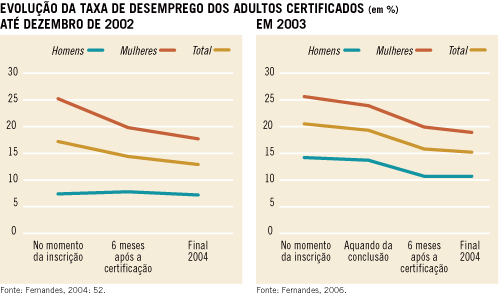 EVOLUÇÃO DA TAXA DE DESEMPREGO DOS ADULTOS CERTIFICADOS (em %)
ATÉ DEZEMBRO DE 2002
Homens Mulheres Total
30
25
20
15
10
5
0
No momento da inscrição
6 meses após a certificação
Final 2004
Fonte: Fernandes, 2004: 52.
EM 2003
Homens Mulheres Total
30
25
20
15
10
5
0
No momento da inscrição
Aquando da conclusão
6 meses após a certificação
Final 2004
Fonte: Fernandes, 2006.